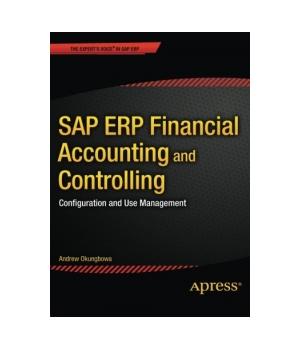 THE EXPERT'S VOICE® IN SAP ERP
SAP ERP Financial
Accounting and
Controlling
Configuration and Use Management
Andrew Okungbowa
Apress®